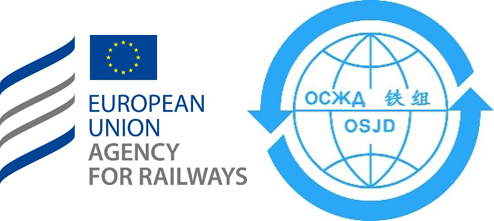 EUROPEAN
UNION
AGENCY
FOR RAILWAYS
ОСЖД 铁组
OSJD